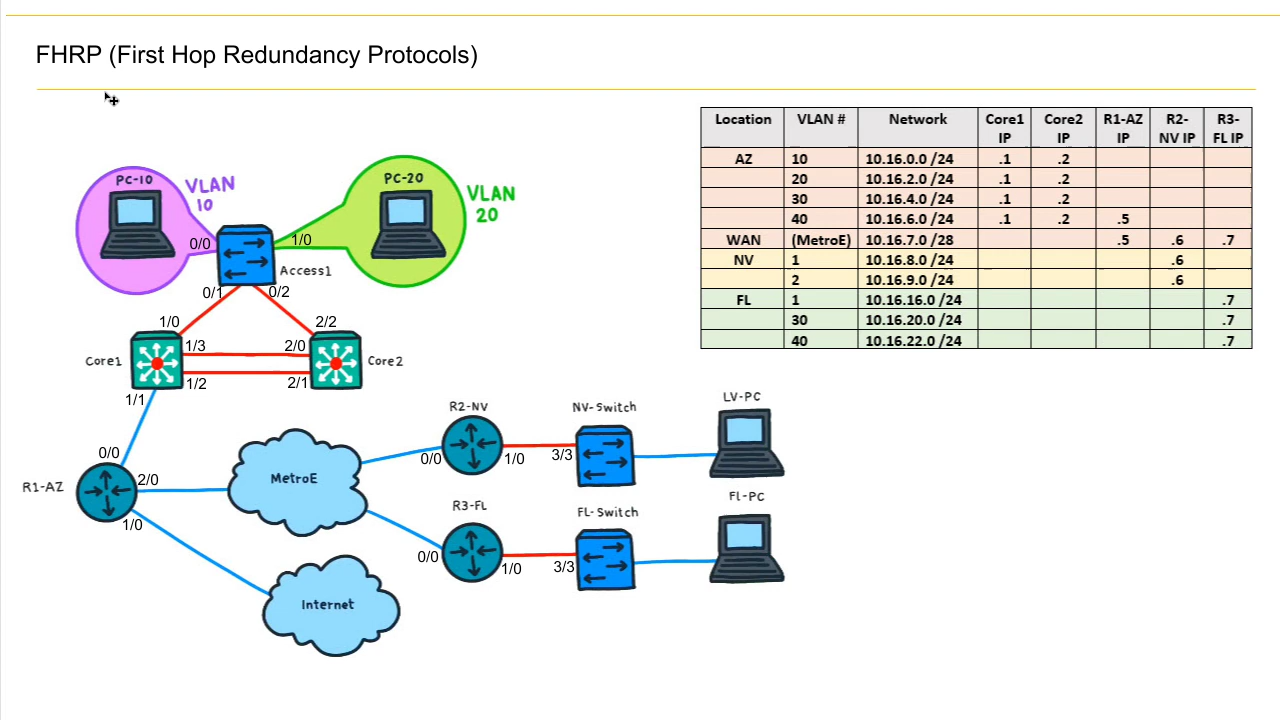 FHRP (First Hop Redundancy Protocols)
Location VLAN # Network Core1 IP Core2 IP R1-AZ IP R2-NV IP R3-FL IP
AZ 10 10.16.0.0 /24 .1 .2
20 10.16.2.0 /24 .1 .2
30 10.16.4.0 /24 .1 .2
40 10.16.6.0 /24 .1 .2 .5
WAN (MetroE) 10.16.7.0 /28 .5 .6 .7
NV 1 10.16.8.0 /24 .6
2 10.16.9.0 /24 .6
FL 1 10.16.16.0 /24 .7
30 10.16.20.0 /24 .7
40 10.16.22.0 /24 .7
PC-10
VLAN
10
PC-20
VLAN
20
0/0
1/0
Access1
0/1
0/2
1/0
2/2
Core1
1/3
2/0
Core2
1/2
2/1
1/1
0/0
R1-AZ
2/0
1/0
MetroE
Internet
R2-NV
0/0
1/0
NV-Switch
3/3
LV-PC
R3-FL
0/0
1/0
FL-Switch
3/3
Fl-PC